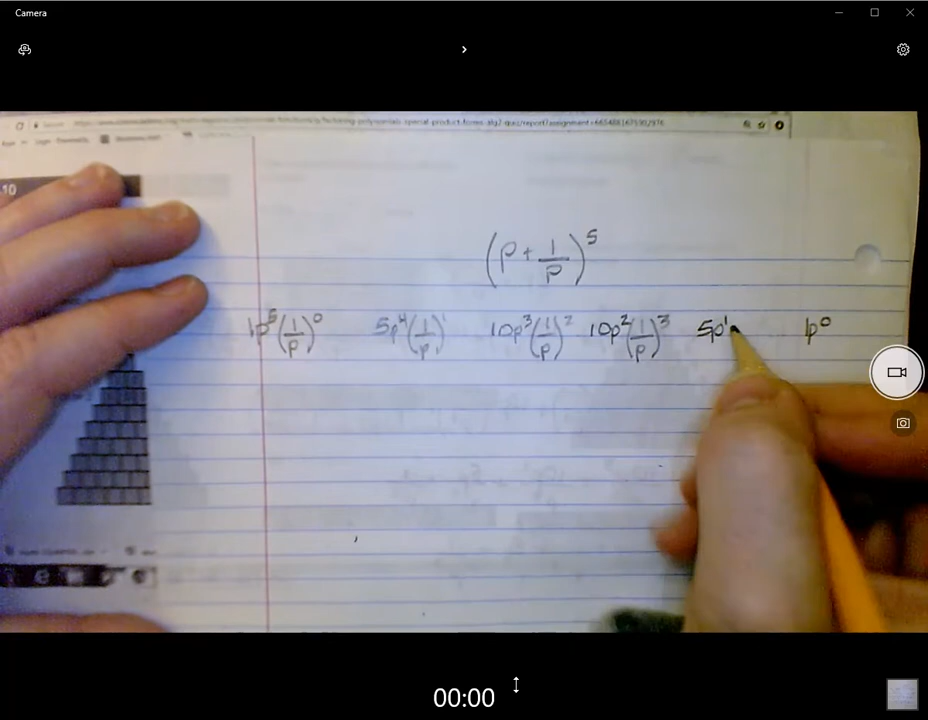 Camera
10
(p + 1/p)^5
1p^5(1/p)^0 5p^4(1/p)^1 10p^3(1/p)^2 10p^2(1/p)^3 5p^1 1p^0
00:00